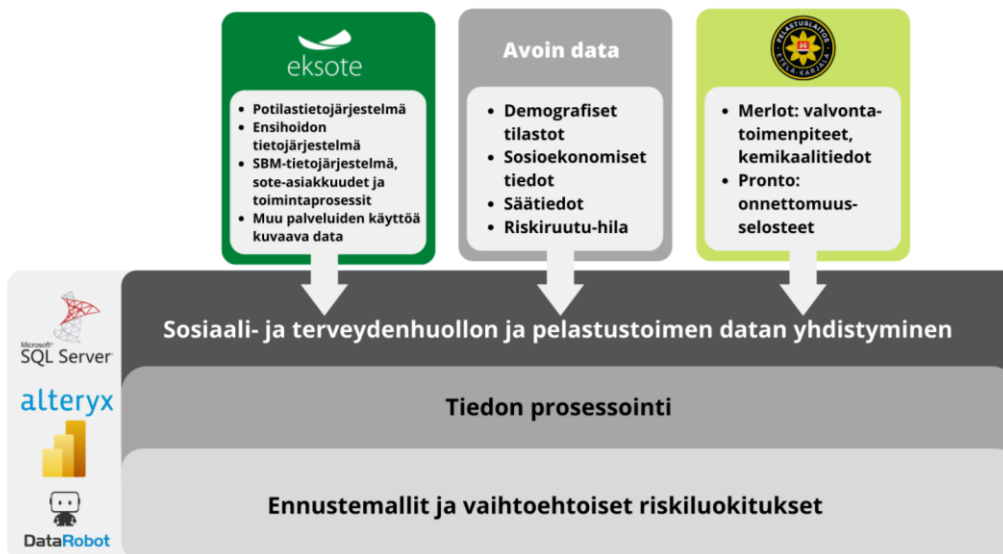 eksote
• Potilastietojärjestelmä
• Ensihoidon
tietojärjestelmä
• SBM-tietojärjestelmä,
sote-asiakkuudet ja
toimintaprosessit
• Muu palveluiden käyttöä
kuvaava data
Avoin data
• Demografiset
tilastot
• Sosioekonomiset
tiedot
• Säätiedot
• Riskiruutu-hila
PELASTUSLAITOS
ETELÄ-KARJALA
• Merlot: valvonta-
toimenpiteet,
kemikaalitiedot
• Pronto:
onnettomuus-
selosteet
Microsoft®
SQL Server
Sosiaali- ja terveydenhuollon ja pelastustoimen datan yhdistyminen
alteryx
Tiedon prosessointi
DataRobot
Ennustemallit ja vaihtoehtoiset riskiluokitukset